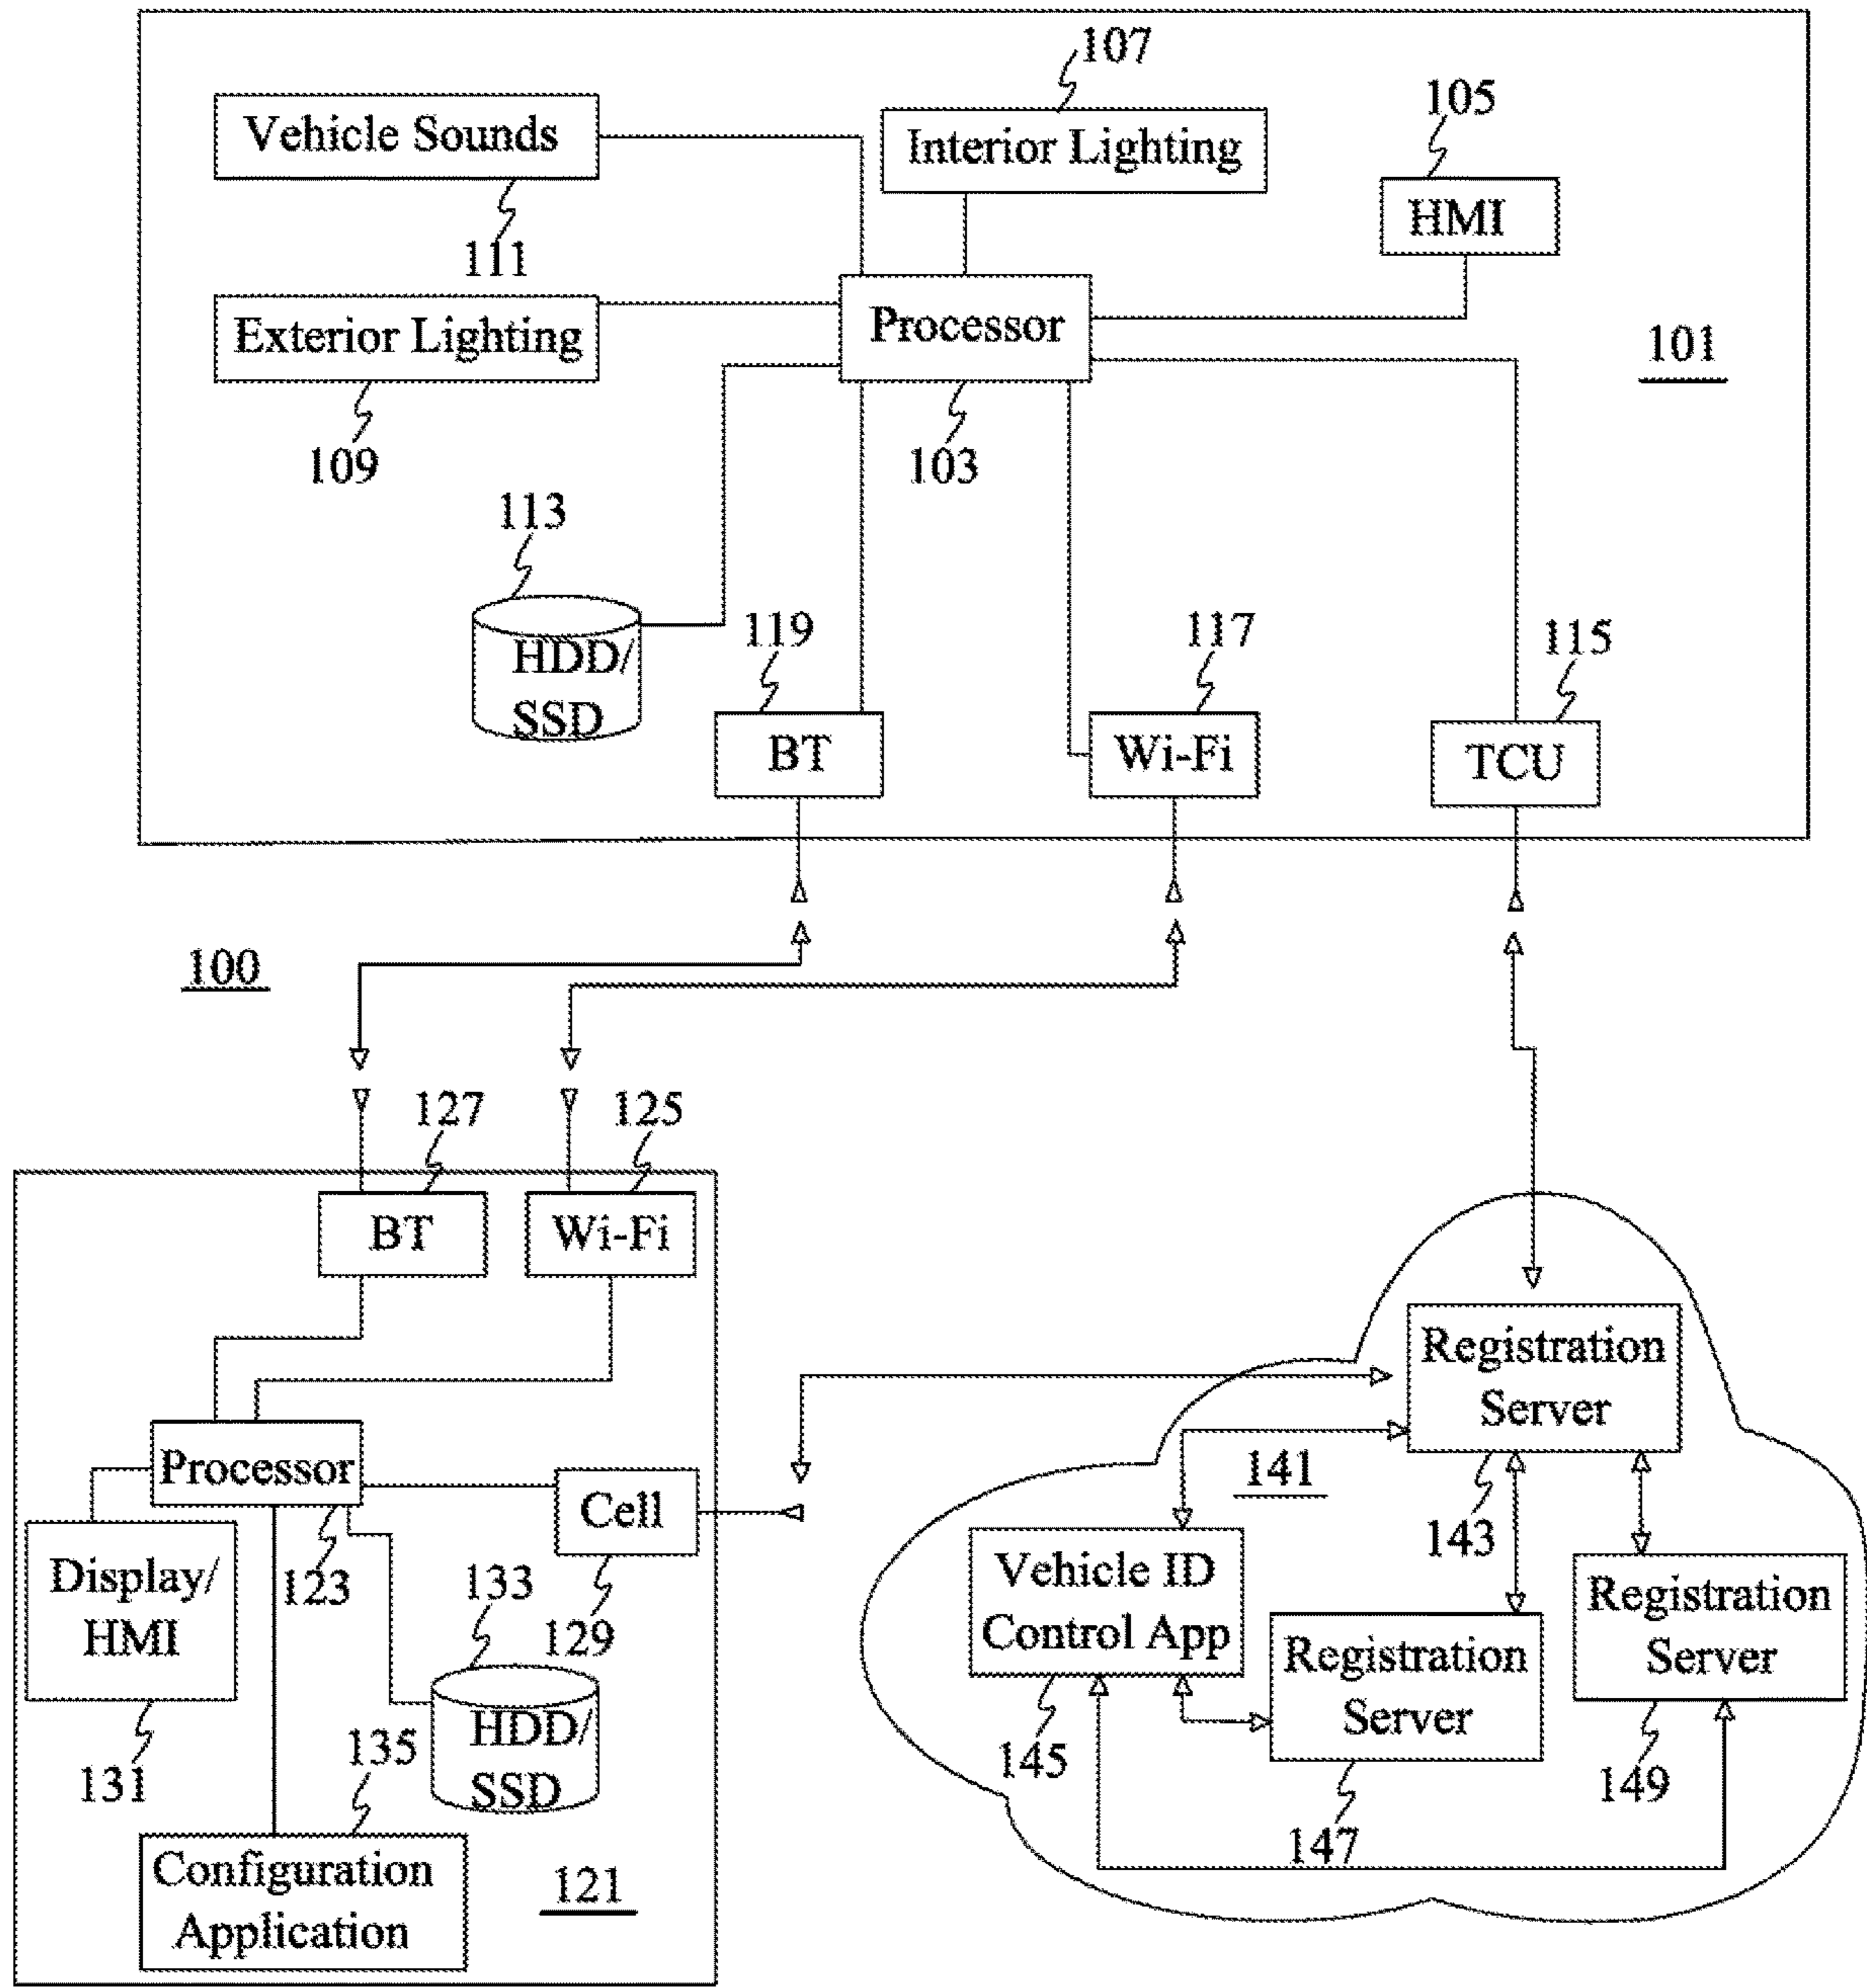 107
105
Vehicle Sounds
Interior Lighting
HMI
111
Exterior Lighting
Processor
101
109
103
113
119
117
115
HDD/
SSD
BT
Wi-Fi
TCU
100
127
125
BT
Wi-Fi
Registration
Server
Processor
Cell
141
143
Display/
HMI
123
133
129
Vehicle ID
Control App
Registration
Server
Registration
Server
HDD/
SSD
131
135
145
149
147
Configuration
Application
121